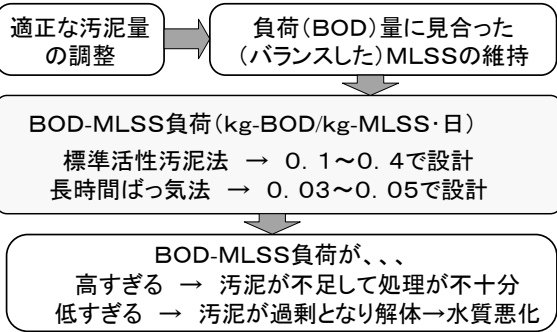 適正な汚泥量
の調整
負荷(BOD)量に見合った
(バランスした)MLSSの維持
BOD-MLSS負荷(kg-BOD/kg-MLSS・日)
標準活性汚泥法 → 0.1～0.4で設計
長時間ばっ気法 → 0.03～0.05で設計
BOD-MLSS負荷が、、、
高すぎる → 汚泥が不足して処理が不十分
低すぎる → 汚泥が過剰となり解体→水質悪化